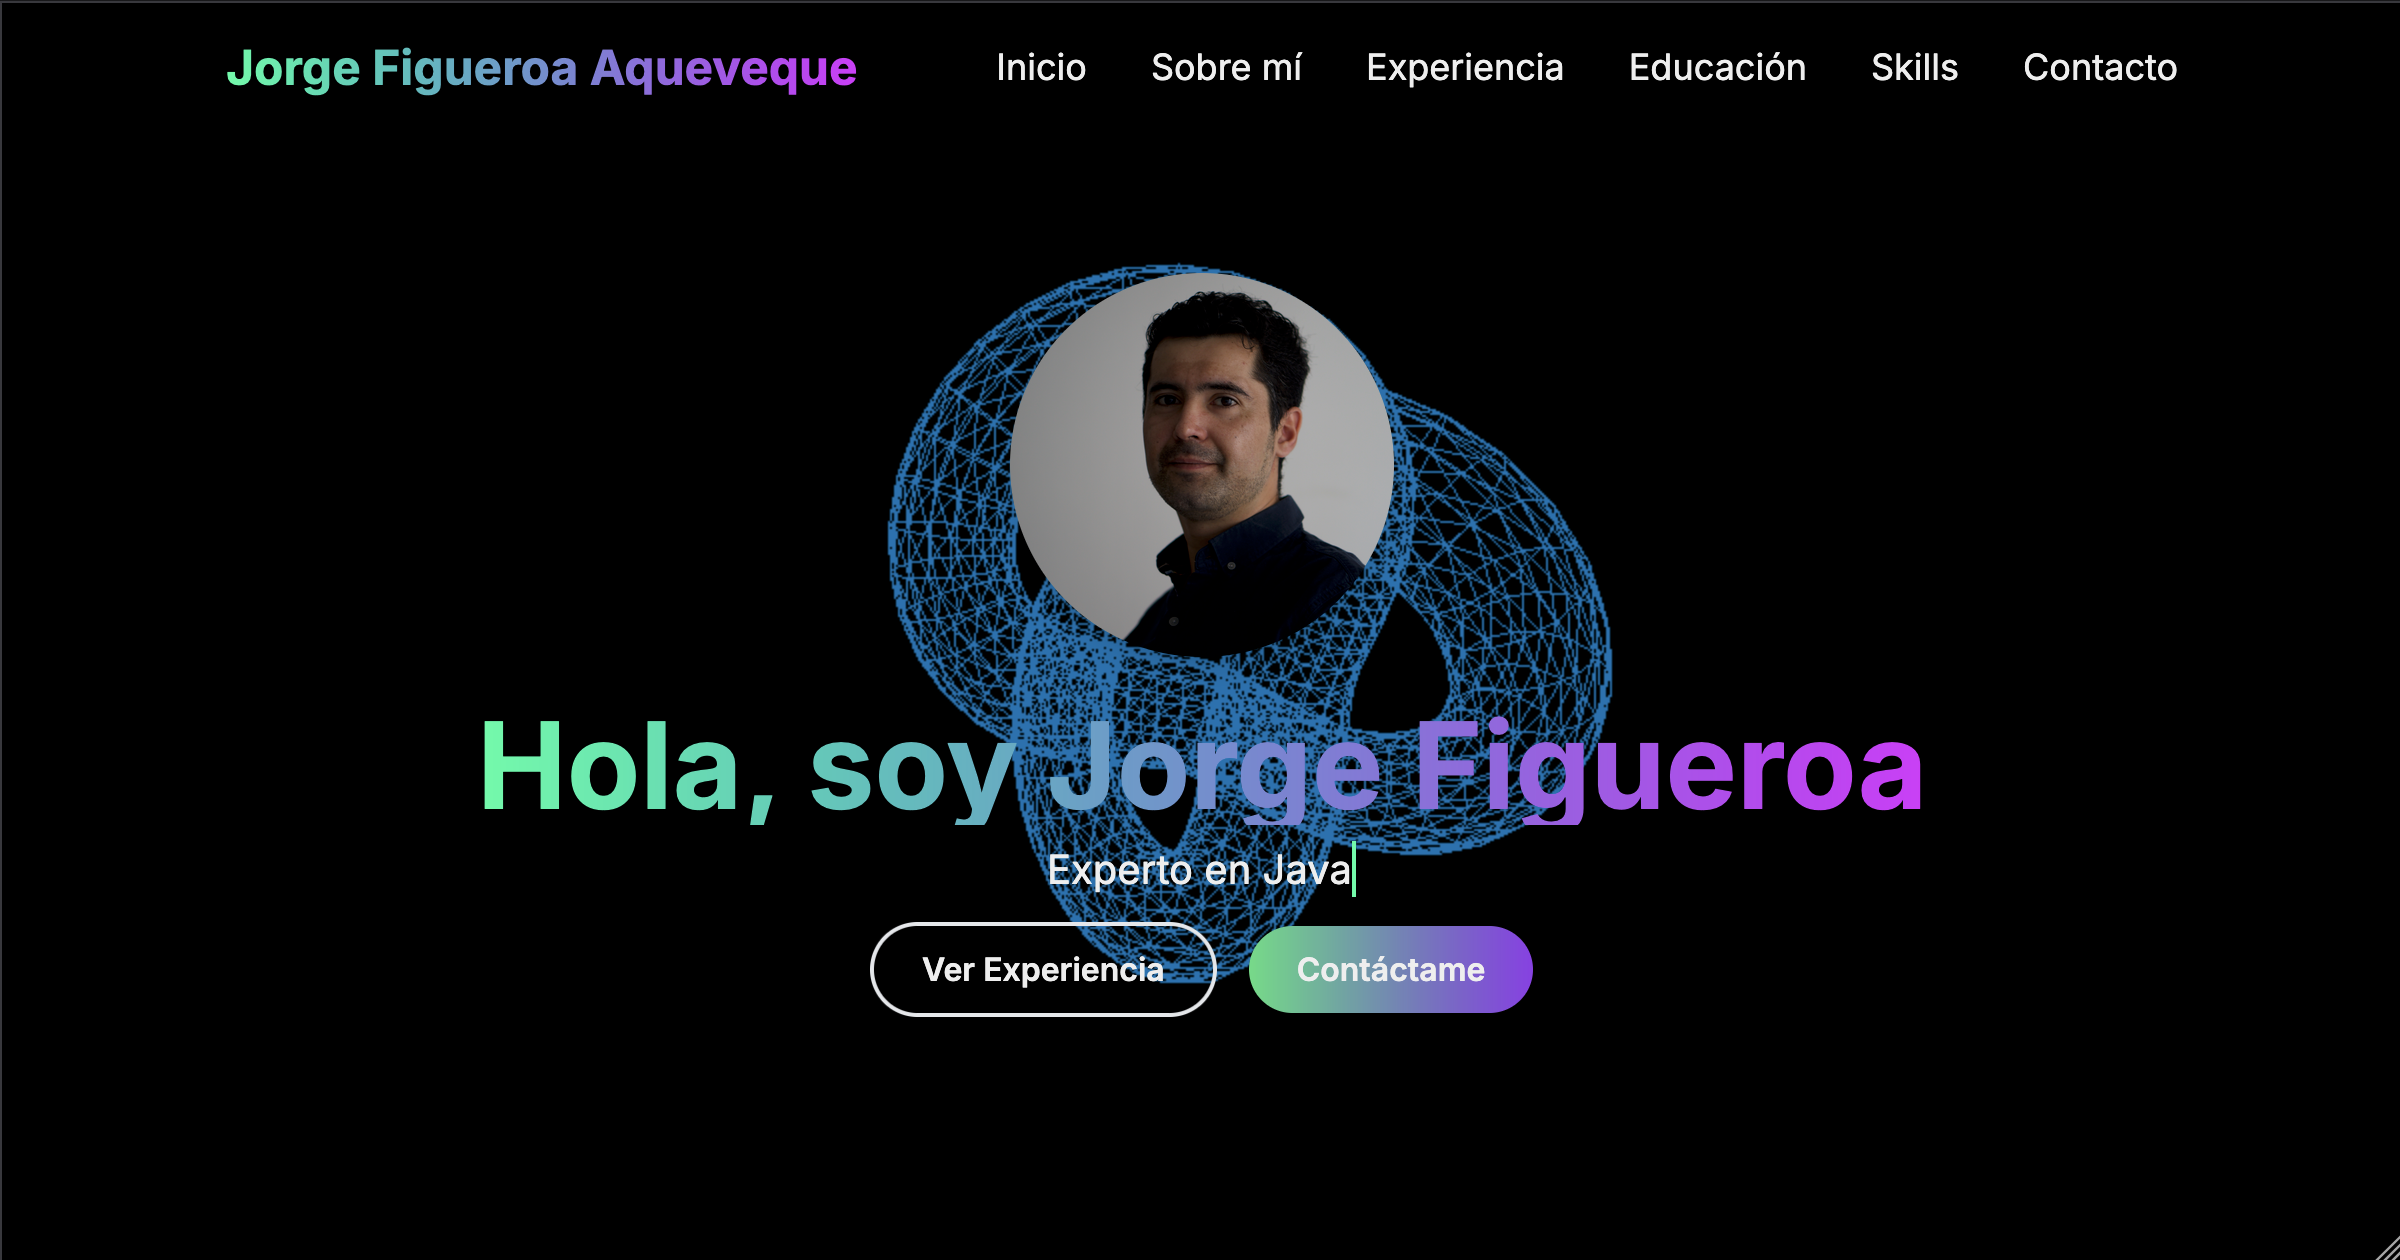 Jorge Figueroa Aqueveque
Inicio Sobre mí Experiencia Educación Skills Contacto
Hola, soy Jorge Figueroa
Experto en Java
Ver Experiencia
Contáctame